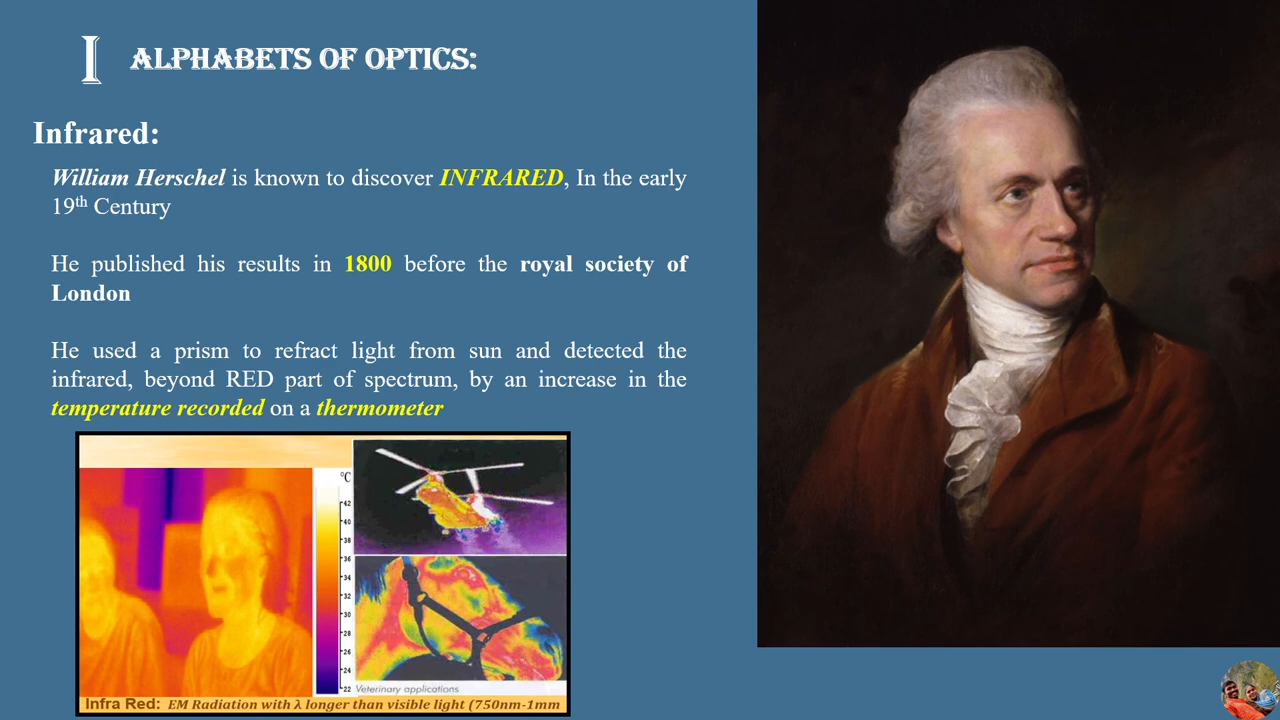 I ALPHABETS OF OPTICS:
Infrared:
William Herschel is known to discover INFRARED, In the early
19th Century
He published his results in 1800 before the royal society of
London
He used a prism to refract light from sun and detected the
infrared, beyond RED part of spectrum, by an increase in the
temperature recorded on a thermometer
°C
42
40
38
36
34
32
30
28
26
24
22
Veterinary applications
Infra Red: EM Radiation with λ longer than visible light (750nm-1mm